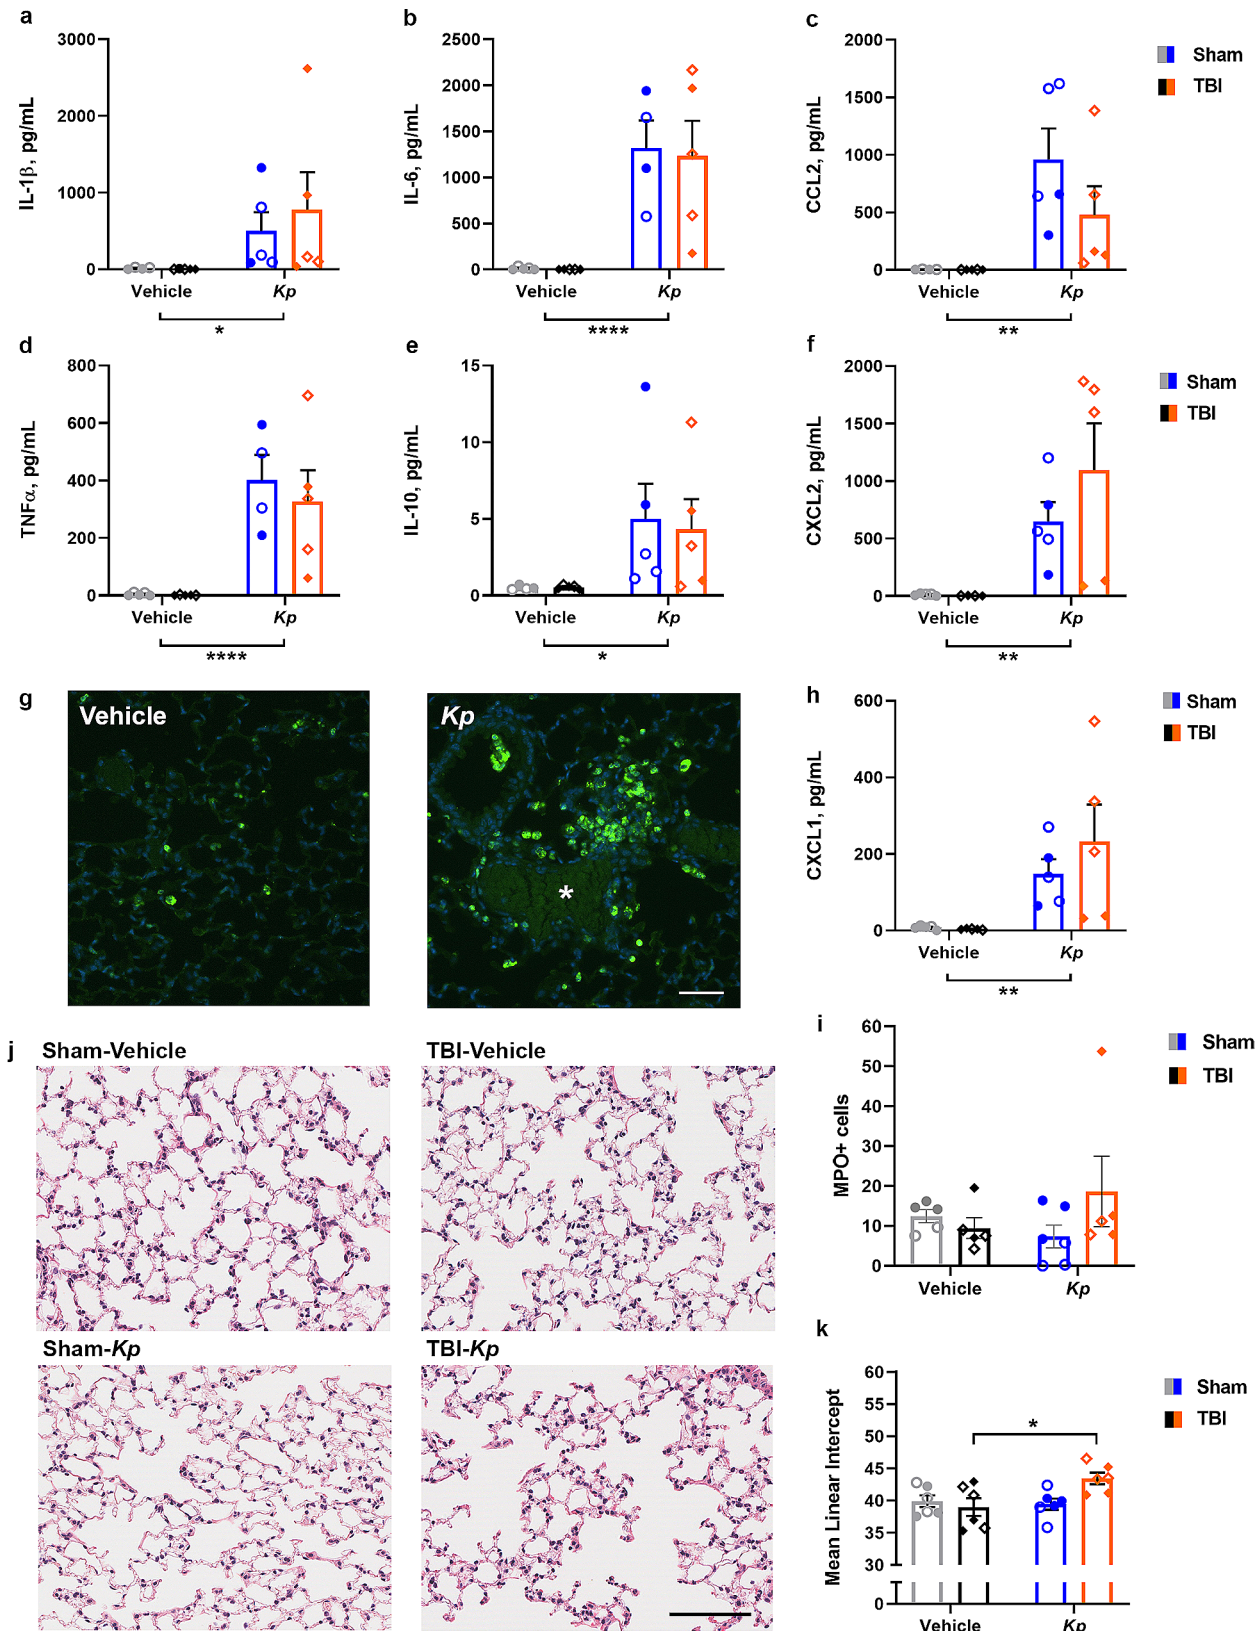 a
3000
2000
1000
0
IL-1β, pg/mL
Vehicle
Kp
*
b
2500
2000
1500
1000
500
0
IL-6, pg/mL
Vehicle
Kp
****
c
2000
1500
1000
500
0
CCL2, pg/mL
Vehicle
Kp
**
Sham
TBI
d
800
600
400
200
0
TNFα, pg/mL
Vehicle
Kp
****
e
15
10
5
0
IL-10, pg/mL
Vehicle
Kp
*
f
2000
1500
1000
500
0
CXCL2, pg/mL
Vehicle
Kp
**
Sham
TBI
g
Vehicle
Kp
*
h
600
400
200
0
CXCL1, pg/mL
Vehicle
Kp
**
Sham
TBI
i
60
50
40
30
20
10
0
MPO+ cells
Vehicle
Kp
Sham
TBI
j
Sham-Vehicle
TBI-Vehicle
Sham-Kp
TBI-Kp
k
60
55
50
45
40
35
30
0
Mean Linear Intercept
*
Vehicle
Kp
Sham
TBI